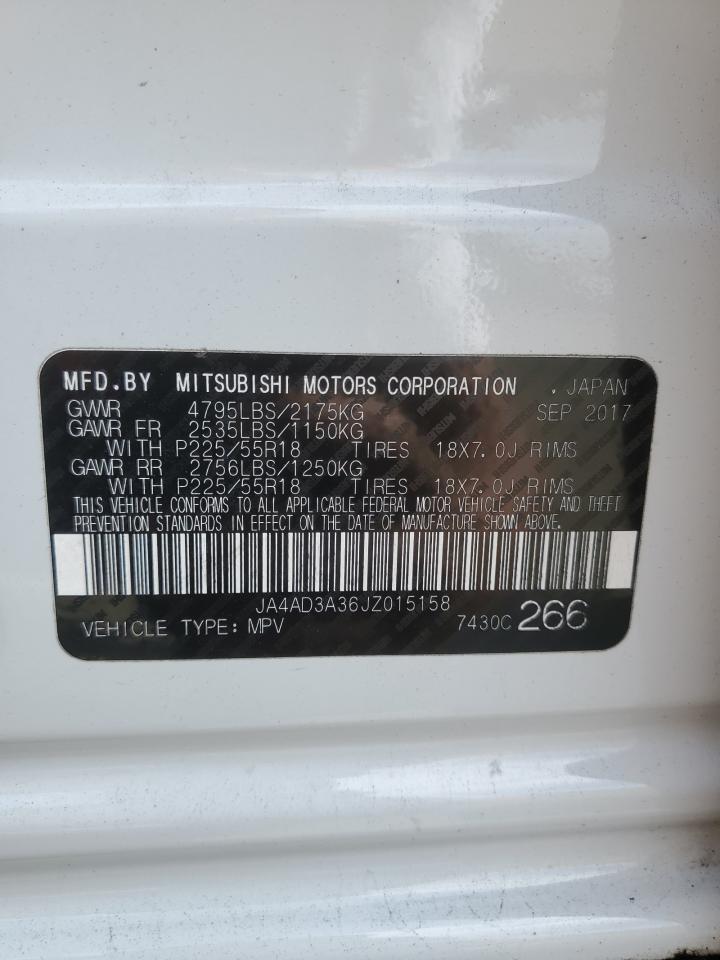 MFD.BY MITSUBISHI MOTORS CORPORATION . JAPAN
GVWR 4795LBS/2175KG SEP 2017
GAWR FR 2535LBS/1150KG
WITH P225/55R18 TIRES 18X7.0J RIMS
GAWR RR 2756LBS/1250KG
WITH P225/55R18 TIRES 18X7.0J RIMS
THIS VEHICLE CONFORMS TO ALL APPLICABLE FEDERAL MOTOR VEHICLE SAFETY AND THEFT
PREVENTION STANDARDS IN EFFECT ON THE DATE OF MANUFACTURE SHOWN ABOVE.
JA4AD3A36JZ015158
VEHICLE TYPE: MPV 7430C 266